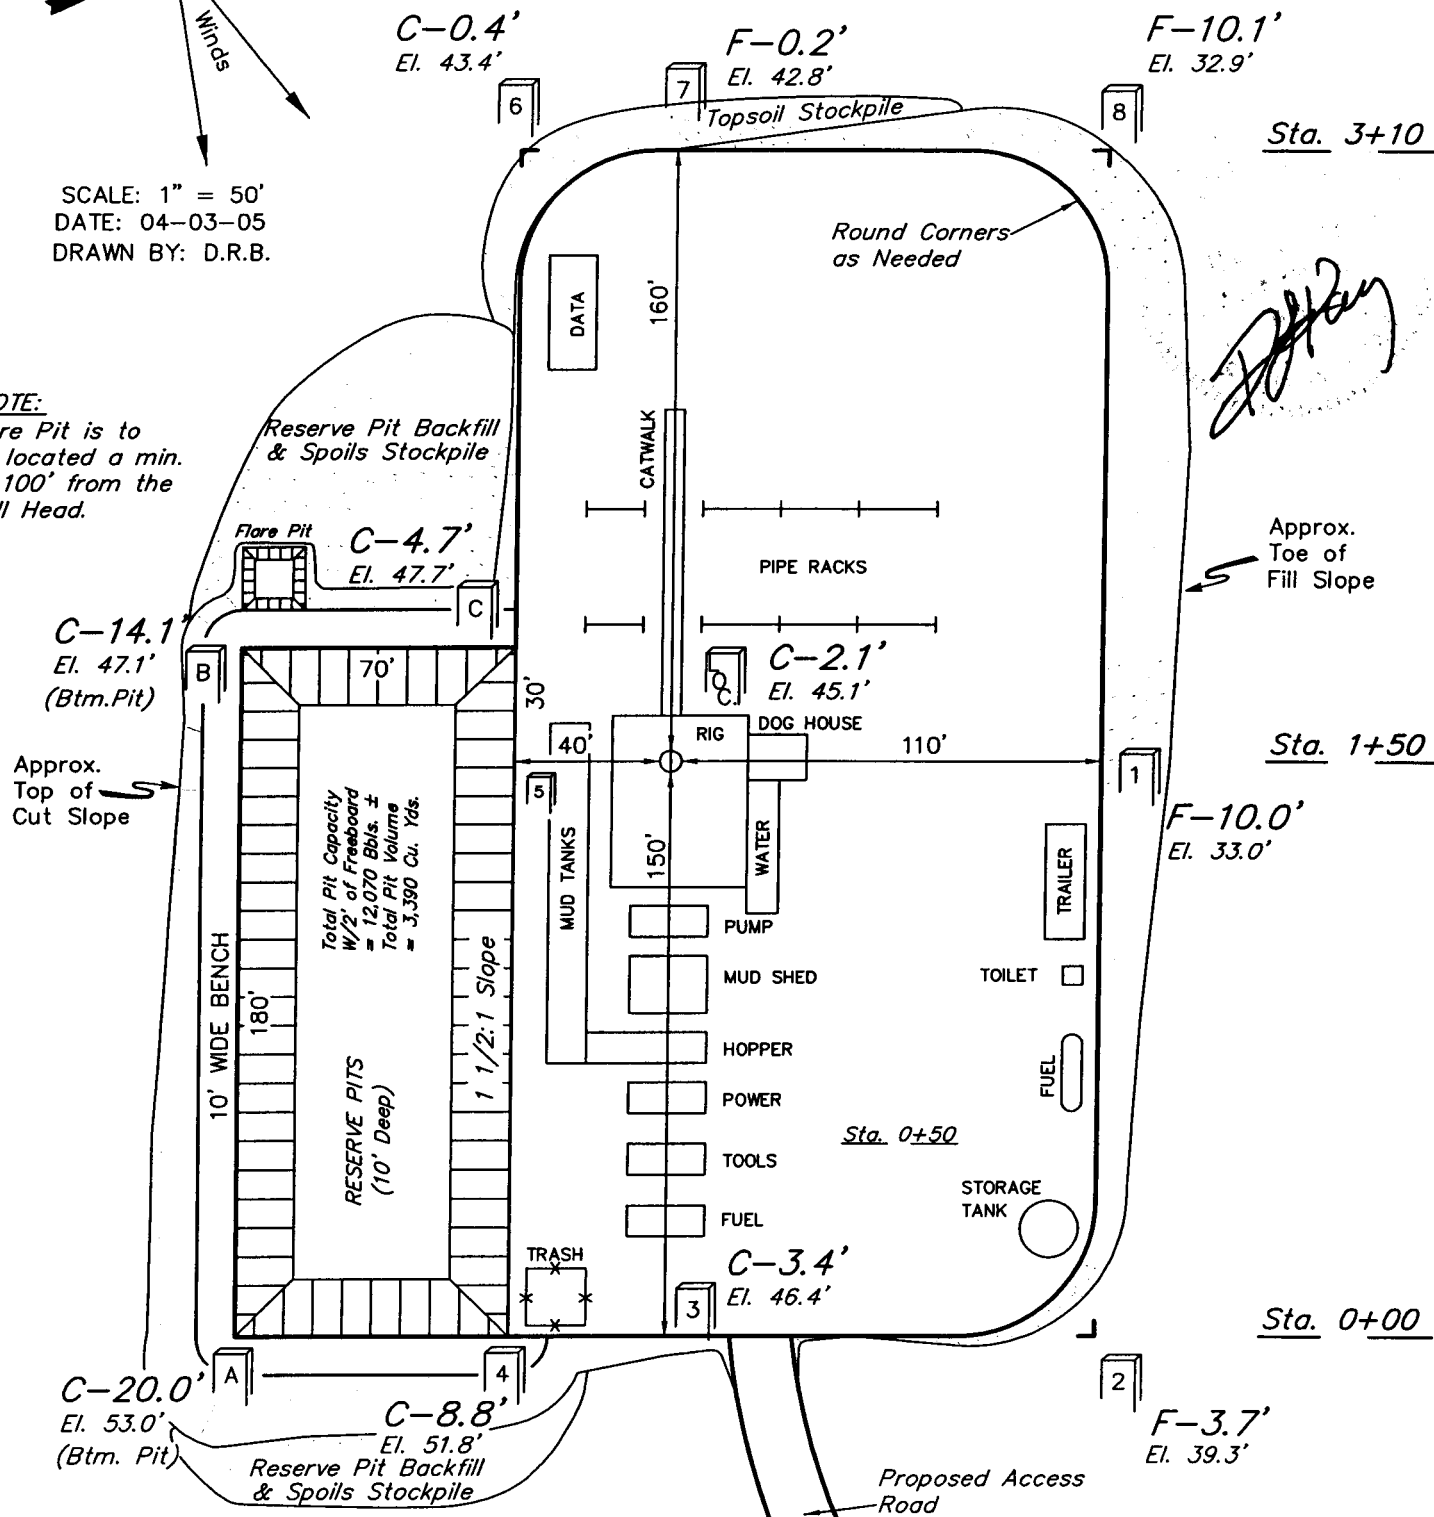 Winds
C-0.4'
El. 43.4'
F-0.2'
El. 42.8'
F-10.1'
El. 32.9'
6
7
8
Topsoil Stockpile
Sta. 3+10
SCALE: 1" = 50'
DATE: 04-03-05
DRAWN BY: D.R.B.
Round Corners
as Needed
DATA
160'
OTE:
re Pit is to
located a min.
100' from the
ll Head.
Reserve Pit Backfill
& Spoils Stockpile
CATWALK
Flare Pit
C-4.7'
El. 47.7'
C
PIPE RACKS
Approx.
Toe of
Fill Slope
C-14.1'
El. 47.1'
(Btm.Pit)
B
70'
30'
LOC.
C-2.1'
El. 45.1'
RIG
DOG HOUSE
40'
110'
Sta. 1+50
1
5
Approx.
Top of
Cut Slope
F-10.0'
El. 33.0'
Total Pit Capacity
W/2' of Freeboard
= 12,070 Bbls. ±
Total Pit Volume
= 3,390 Cu. Yds.
MUD TANKS
150'
WATER
TRAILER
PUMP
10' WIDE BENCH
180'
1 1/2:1 Slope
MUD SHED
TOILET
HOPPER
RESERVE PITS
(10' Deep)
POWER
FUEL
Sta. 0+50
TOOLS
STORAGE
TANK
FUEL
TRASH
C-3.4'
El. 46.4'
3
Sta. 0+00
A
4
2
C-20.0'
El. 53.0'
(Btm. Pit)
C-8.8'
El. 51.8'
F-3.7'
El. 39.3'
Reserve Pit Backfill
& Spoils Stockpile
Proposed Access
Road